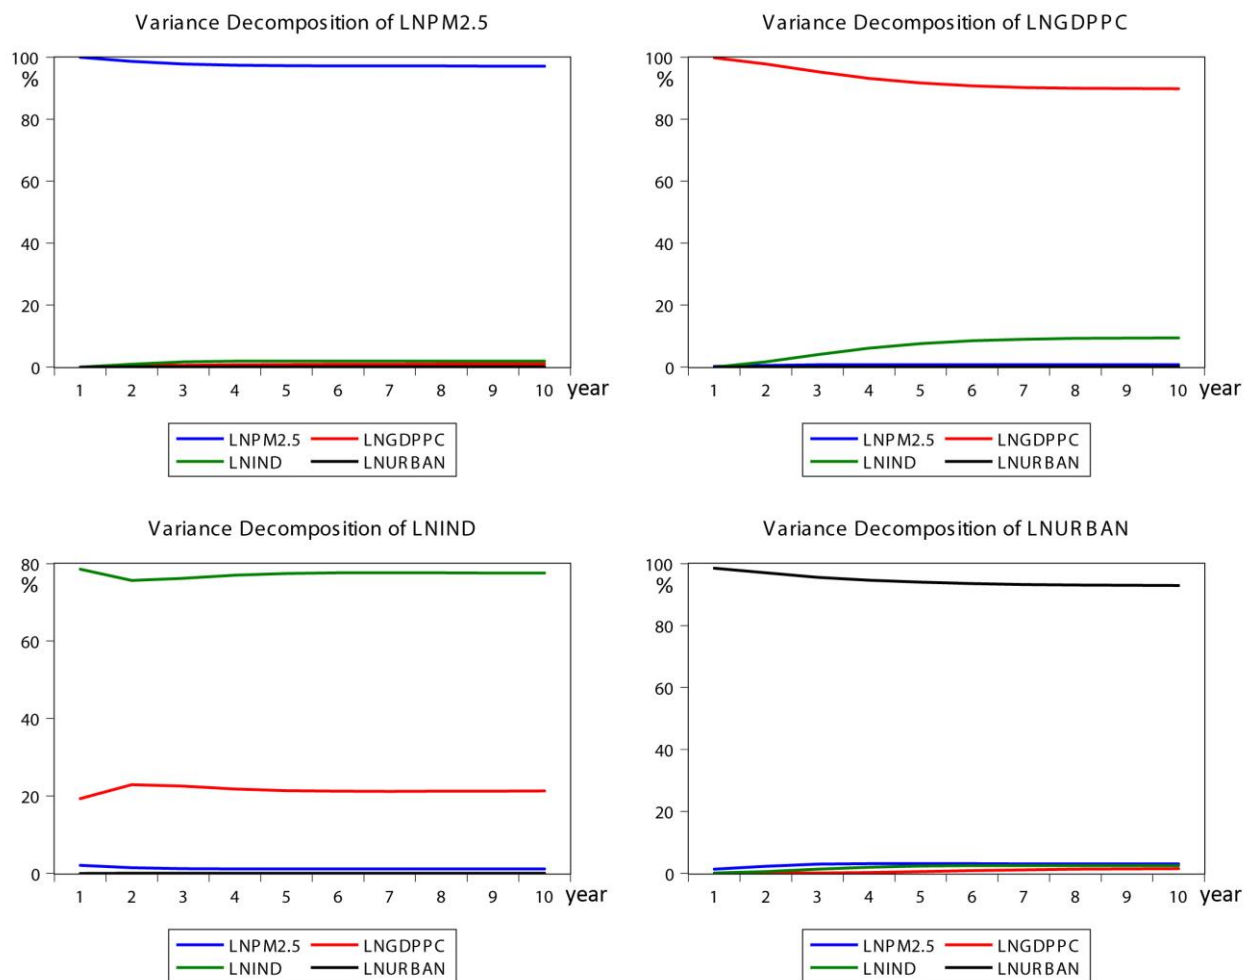 Variance Decomposition of LNPM2.5
100
%
80
60
40
20
0
1 2 3 4 5 6 7 8 9 10 year
LNPM2.5 LNGDPPC
LNIND LNURBAN
Variance Decomposition of LNGDPPC
100
%
80
60
40
20
0
1 2 3 4 5 6 7 8 9 10 year
LNPM2.5 LNGDPPC
LNIND LNURBAN
Variance Decomposition of LNIND
80
%
60
40
20
0
1 2 3 4 5 6 7 8 9 10 year
LNPM2.5 LNGDPPC
LNIND LNURBAN
Variance Decomposition of LNURBAN
100
%
80
60
40
20
0
1 2 3 4 5 6 7 8 9 10 year
LNPM2.5 LNGDPPC
LNIND LNURBAN